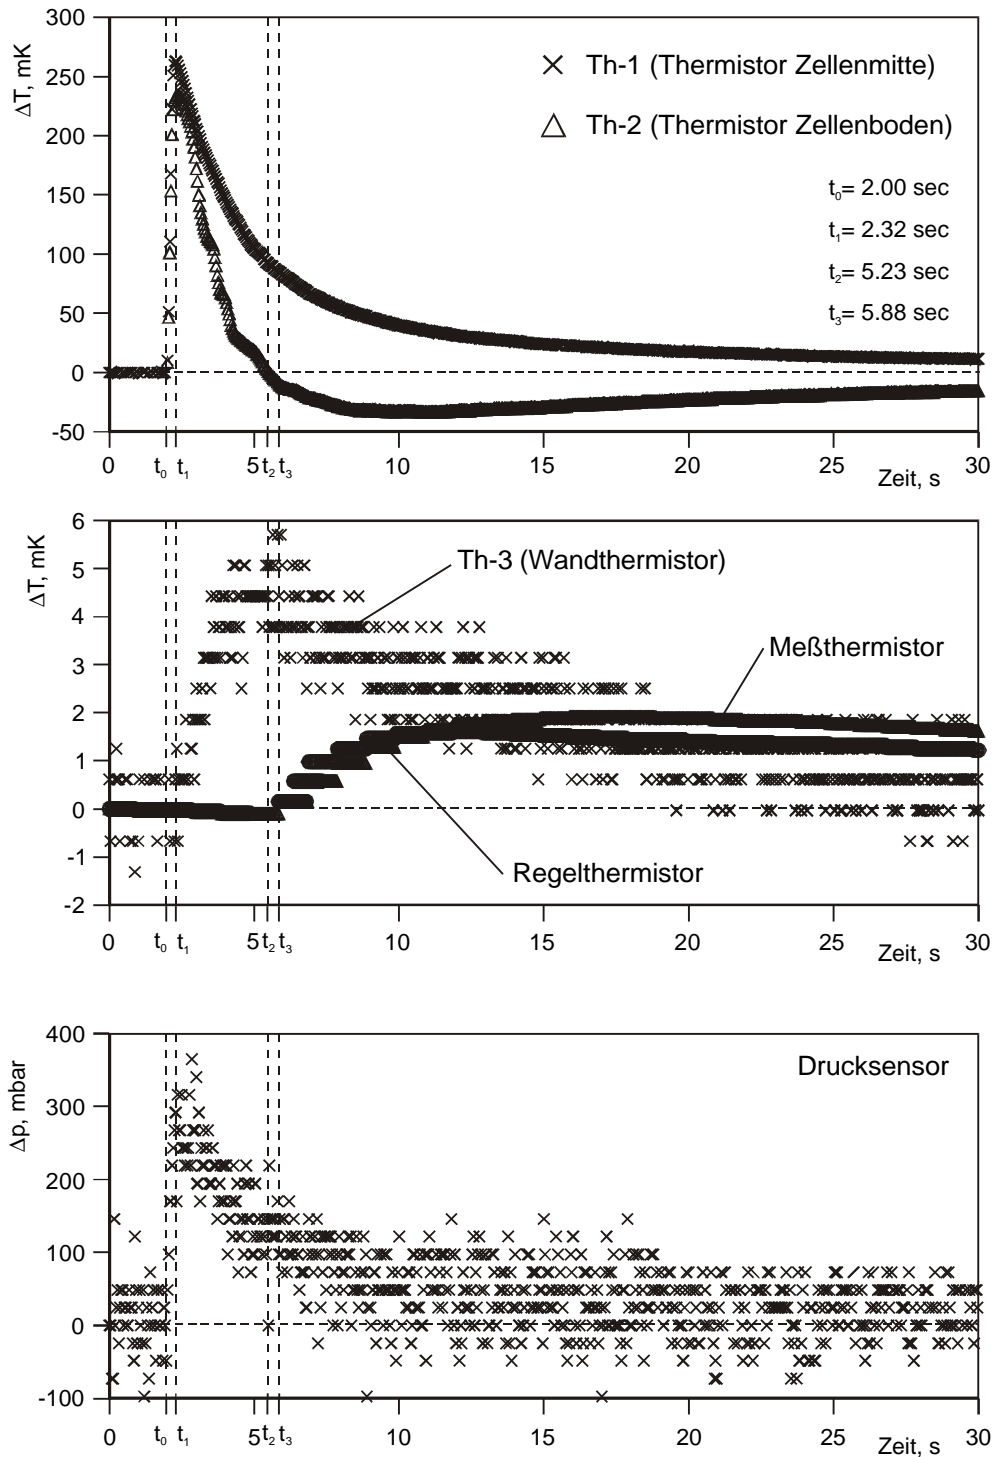 300
250
200
150
100
50
0
-50
ΔT, mK
× Th-1 (Thermistor Zellenmitte)
△ Th-2 (Thermistor Zellenboden)
t₀= 2.00 sec
t₁= 2.32 sec
t₂= 5.23 sec
t₃= 5.88 sec
0 t₀ t₁ 5 t₂ t₃ 10 15 20 25 30
Zeit, s
6
5
4
3
2
1
0
-1
-2
ΔT, mK
Th-3 (Wandthermistor)
Meßthermistor
Regelthermistor
0 t₀ t₁ 5 t₂ t₃ 10 15 20 25 30
Zeit, s
400
300
200
100
0
-100
Δp, mbar
Drucksensor
0 t₀ t₁ 5 t₂ t₃ 10 15 20 25 30
Zeit, s